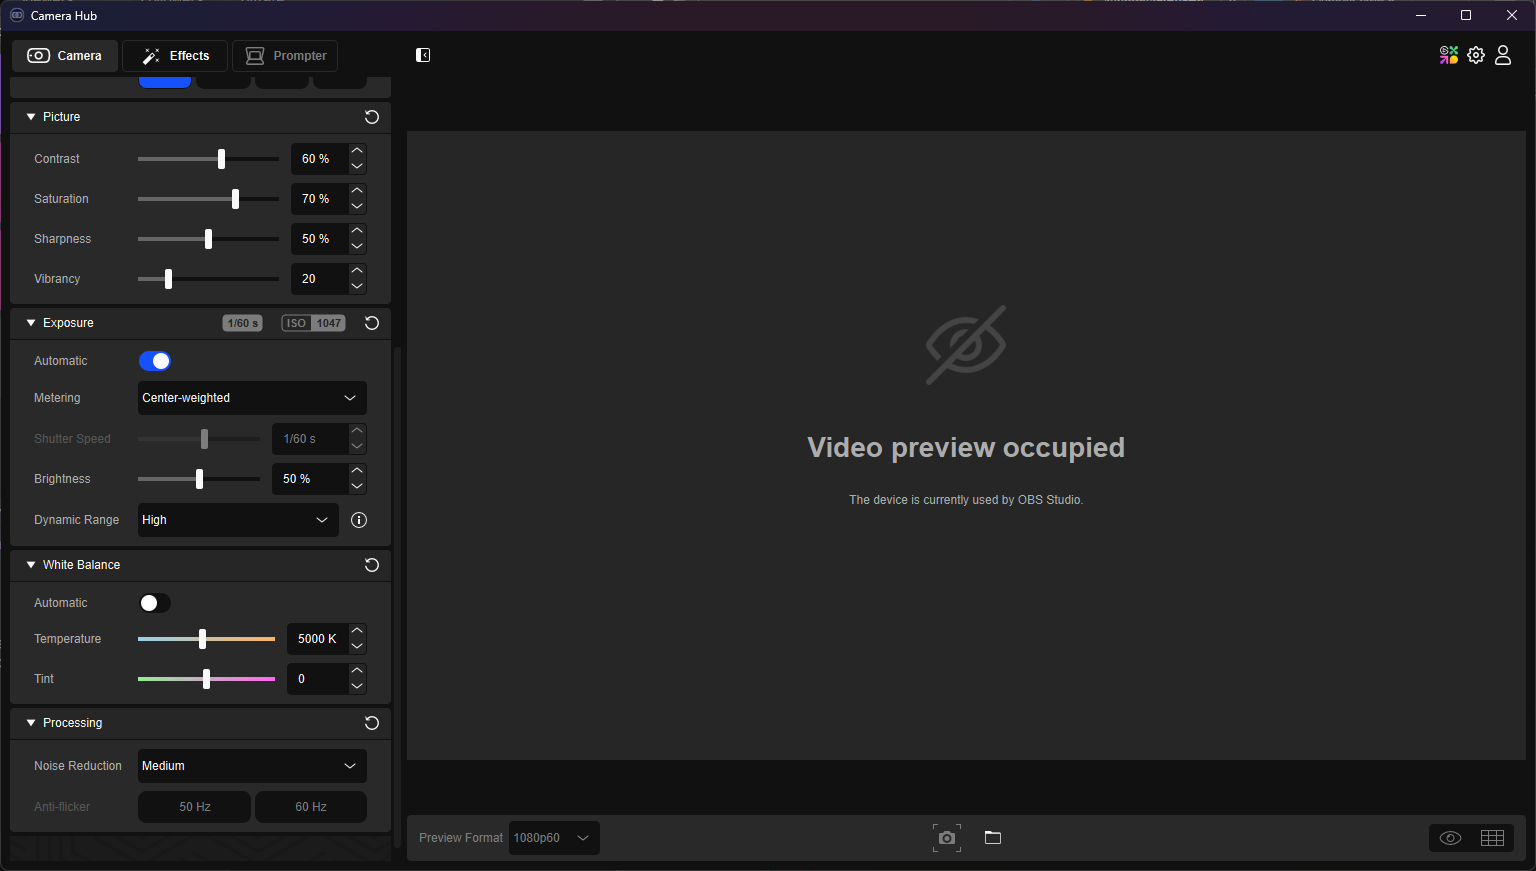 Camera Hub
Camera
Effects
Prompter
Picture
Contrast
60 %
Saturation
70 %
Sharpness
50 %
Vibrancy
20
Exposure
1/60 s
ISO 1047
Automatic
Metering
Center-weighted
Shutter Speed
1/60 s
Brightness
50 %
Dynamic Range
High
White Balance
Automatic
Temperature
5000 K
Tint
0
Processing
Noise Reduction
Medium
Anti-flicker
50 Hz
60 Hz
Video preview occupied
The device is currently used by OBS Studio.
Preview Format
1080p60